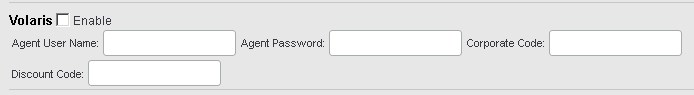 Volaris Enable
Agent User Name: Agent Password: Corporate Code:
Discount Code: